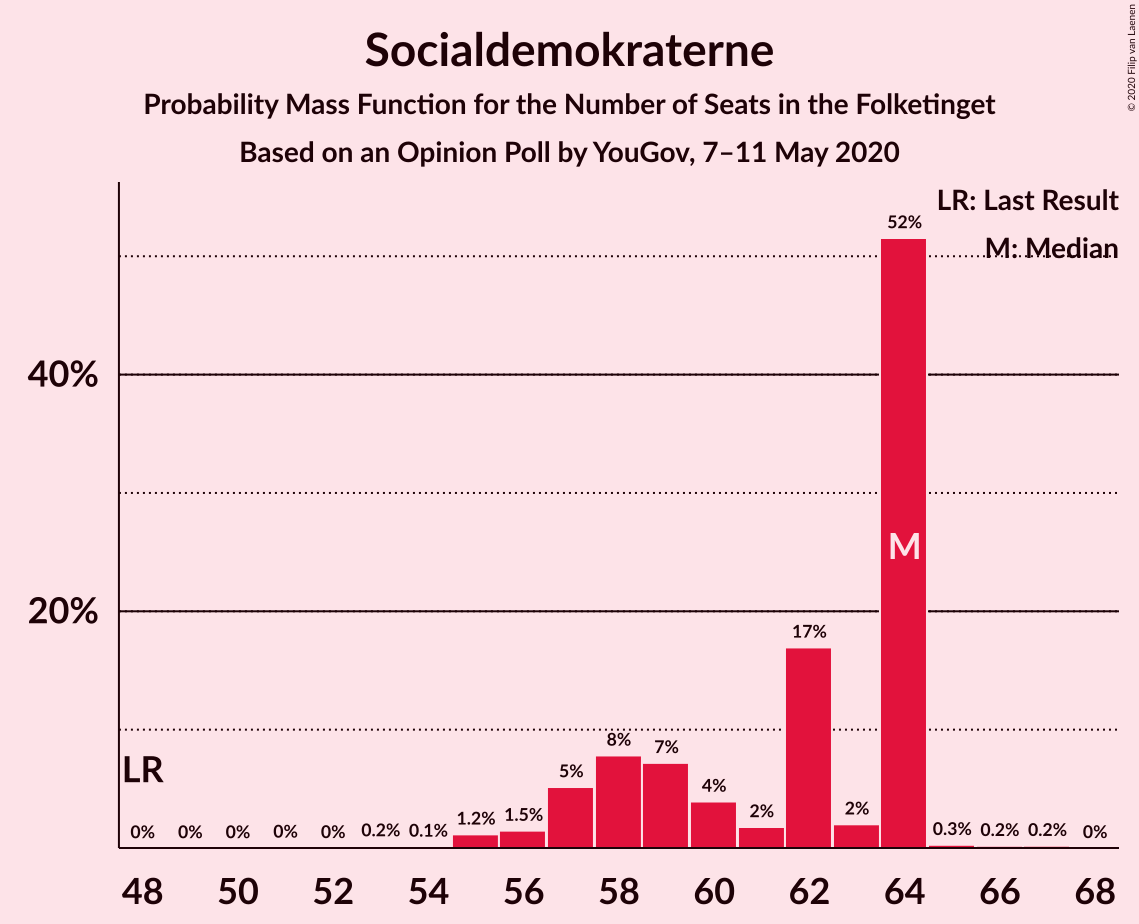 Socialdemokraterne
Probability Mass Function for the Number of Seats in the Folketinget
Based on an Opinion Poll by YouGov, 7–11 May 2020
© 2020 Filip van Laenen
LR: Last Result
M: Median
40%
20%
LR
M
0%
0%
0%
0%
0%
0.2%
0.1%
1.2%
1.5%
5%
8%
7%
4%
2%
17%
2%
52%
0.3%
0.2%
0.2%
0%
48 50 52 54 56 58 60 62 64 66 68